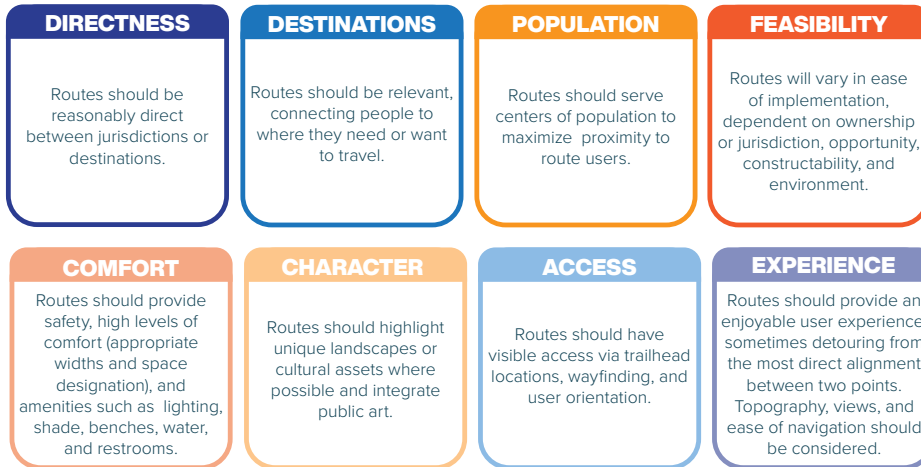 DIRECTNESS
Routes should be
reasonably direct
between jurisdictions or
destinations.
DESTINATIONS
Routes should be relevant,
connecting people to
where they need or want
to travel.
POPULATION
Routes should serve
centers of population to
maximize proximity to
route users.
FEASIBILITY
Routes will vary in ease
of implementation,
dependent on ownership
or jurisdiction, opportunity,
constructability, and
environment.
COMFORT
Routes should provide
safety, high levels of
comfort (appropriate
widths and space
designation), and
amenities such as lighting,
shade, benches, water,
and restrooms.
CHARACTER
Routes should highlight
unique landscapes or
cultural assets where
possible and integrate
public art.
ACCESS
Routes should have
visible access via trailhead
locations, wayfinding, and
user orientation.
EXPERIENCE
Routes should provide an
enjoyable user experience
sometimes detouring from
the most direct alignment
between two points.
Topography, views, and
ease of navigation should
be considered.